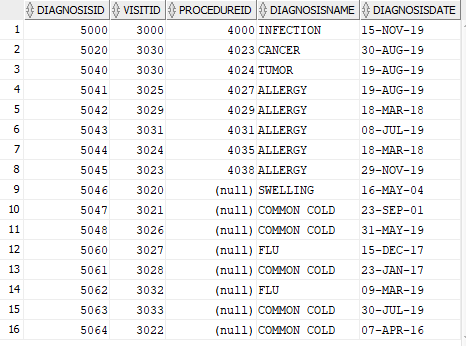 DIAGNOSISID VISITID PROCEDUREID DIAGNOSISNAME DIAGNOSISDATE
1 5000 3000 4000 INFECTION 15-NOV-19
2 5020 3030 4023 CANCER 30-AUG-19
3 5040 3030 4024 TUMOR 19-AUG-19
4 5041 3025 4027 ALLERGY 19-AUG-19
5 5042 3029 4029 ALLERGY 18-MAR-18
6 5043 3031 4031 ALLERGY 08-JUL-19
7 5044 3024 4035 ALLERGY 18-MAR-18
8 5045 3023 4038 ALLERGY 29-NOV-19
9 5046 3020 (null) SWELLING 16-MAY-04
10 5047 3021 (null) COMMON COLD 23-SEP-01
11 5048 3026 (null) COMMON COLD 31-MAY-19
12 5060 3027 (null) FLU 15-DEC-17
13 5061 3028 (null) COMMON COLD 23-JAN-17
14 5062 3032 (null) FLU 09-MAR-19
15 5063 3033 (null) COMMON COLD 30-JUL-19
16 5064 3022 (null) COMMON COLD 07-APR-16